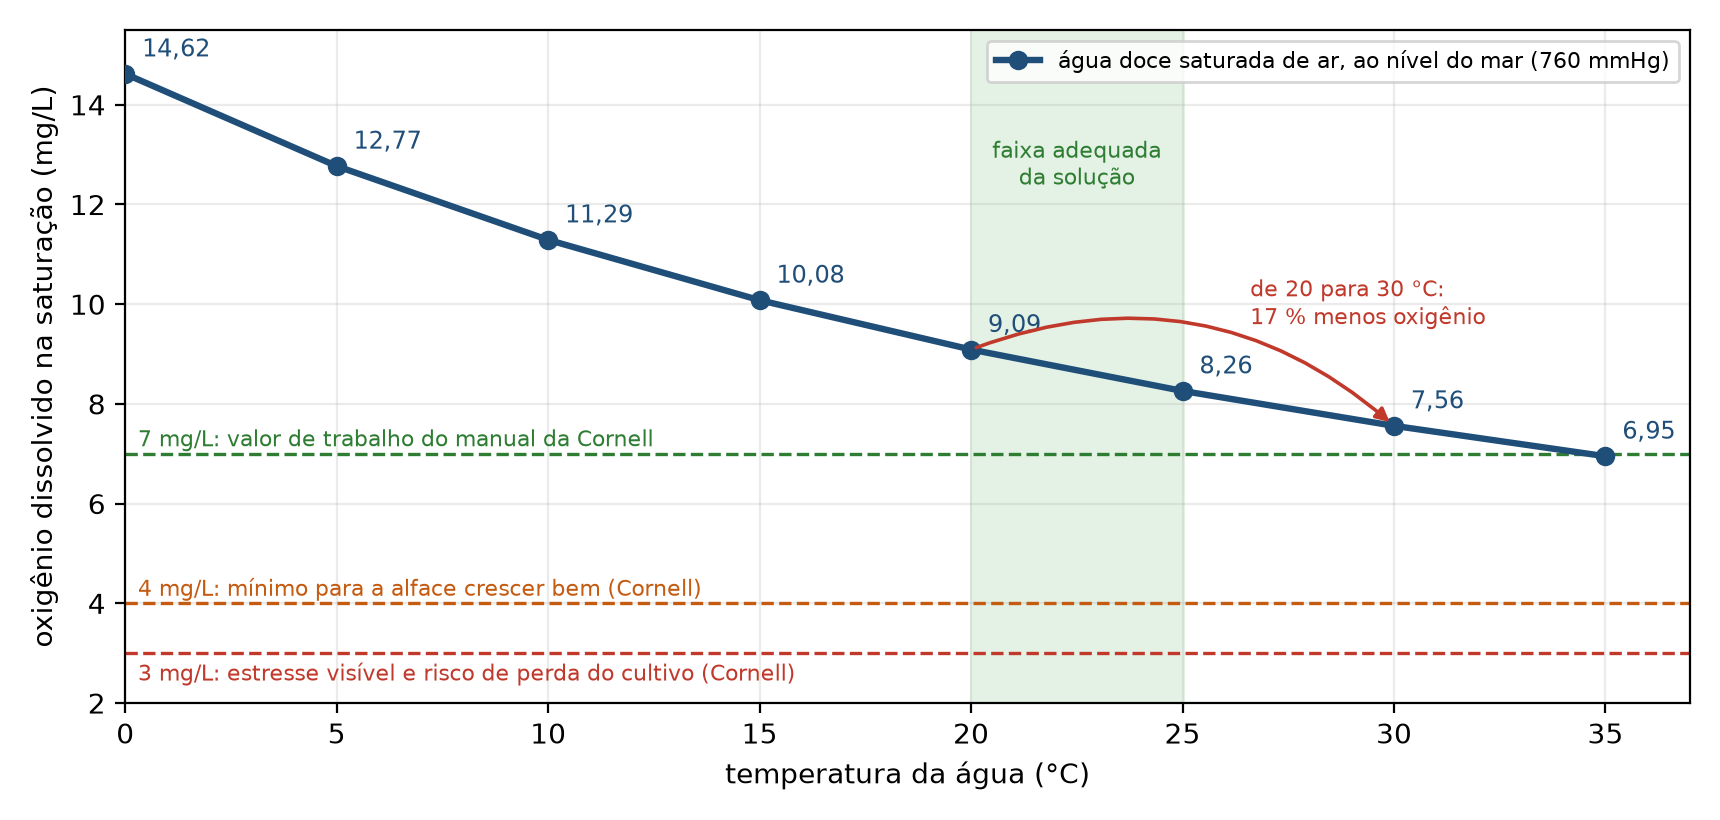 14,62
água doce saturada de ar, ao nível do mar (760 mmHg)
12,77
faixa adequada
da solução
11,29
10,08
de 20 para 30 °C:
17 % menos oxigênio
9,09
8,26
7,56
6,95
7 mg/L: valor de trabalho do manual da Cornell
4 mg/L: mínimo para a alface crescer bem (Cornell)
3 mg/L: estresse visível e risco de perda do cultivo (Cornell)
oxigênio dissolvido na saturação (mg/L)
14
12
10
8
6
4
2
0 5 10 15 20 25 30 35
temperatura da água (°C)